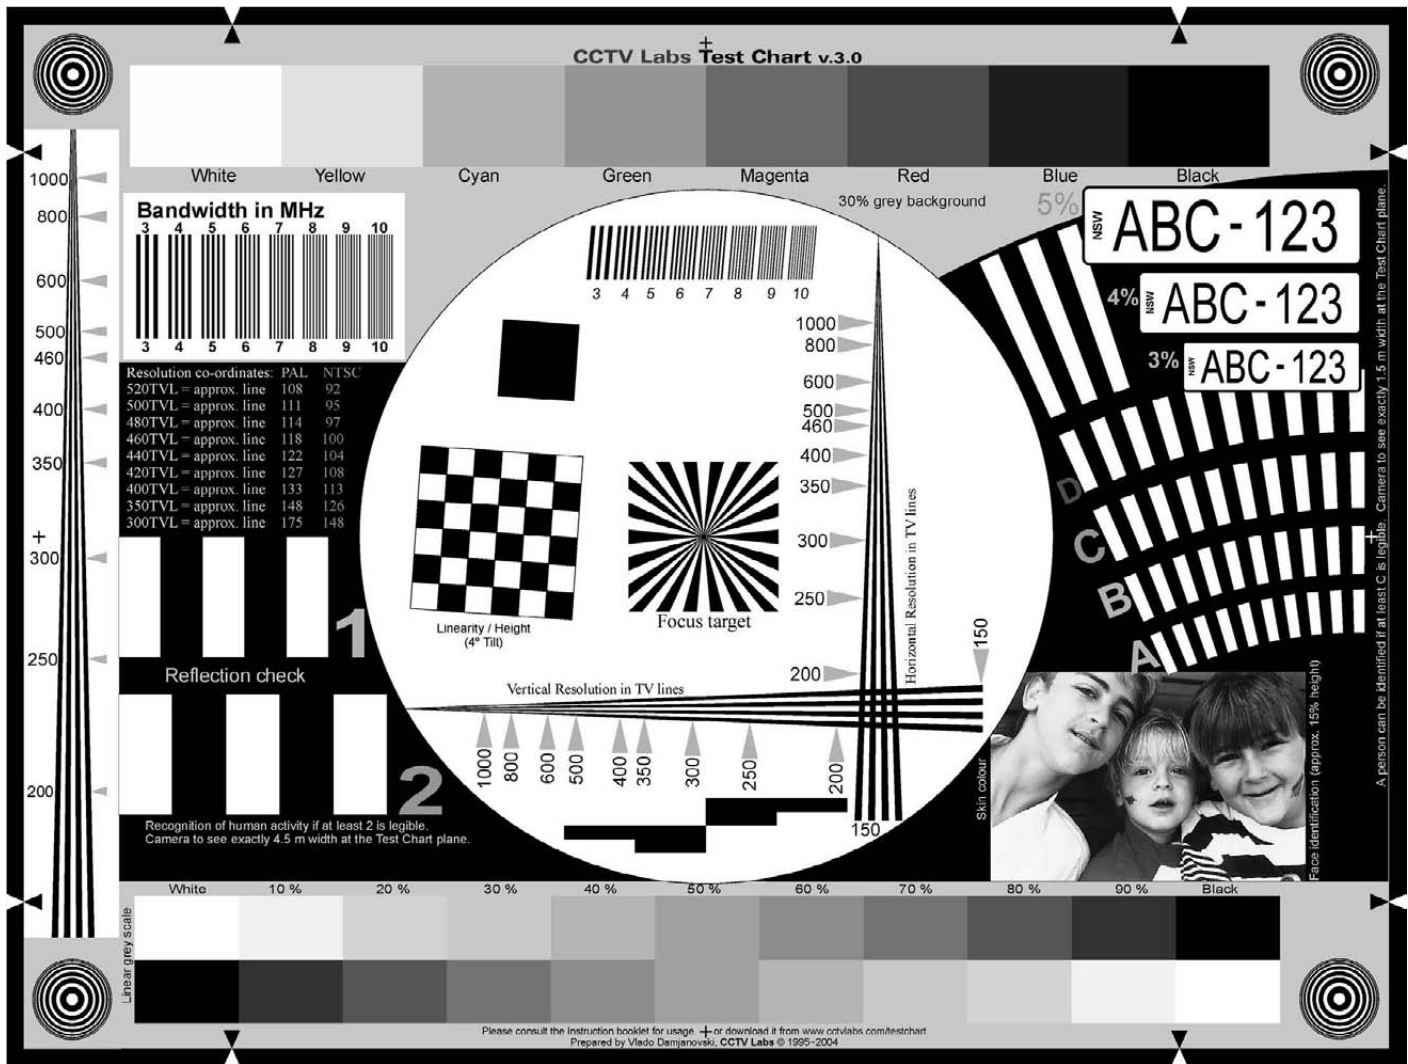 CCTV Labs Test Chart v.3.0
White Yellow Cyan Green Magenta Red Blue Black
30% grey background
Bandwidth in MHz
3 4 5 6 7 8 9 10
3 4 5 6 7 8 9 10
1000
800
600
500
460
400
350
300
250
200
Resolution co-ordinates: PAL NTSC
520TVL = approx. line 108 92
500TVL = approx. line 111 95
480TVL = approx. line 114 97
460TVL = approx. line 118 100
440TVL = approx. line 122 104
420TVL = approx. line 127 108
400TVL = approx. line 133 113
350TVL = approx. line 148 126
300TVL = approx. line 175 148
1
Reflection check
2
Recognition of human activity if at least 2 is legible.
Camera to see exactly 4.5 m width at the Test Chart plane.
3 4 5 6 7 8 9 10
1000
800
600
500
460
400
350
300
250
200
150
Horizontal Resolution in TV lines
Linearity / Height
(4º Tilt)
Focus target
Vertical Resolution in TV lines
1000 800 600 500 400 350 300 250 200 150
5% NSW ABC - 123
4% NSW ABC - 123
3% NSW ABC - 123
D
C
B
A
A person can be identified if at least C is legible. Camera to see exactly 1.5 m width at the Test Chart plane.
Skin colour
Face identification (approx. 15% height)
White 10 % 20 % 30 % 40 % 50 % 60 % 70 % 80 % 90 % Black
Linear grey scale
Please consult the Instruction booklet for usage or download it from www.cctvlabs.com/testchart
Prepared by Vlado Damjanovski, CCTV Labs © 1995-2004